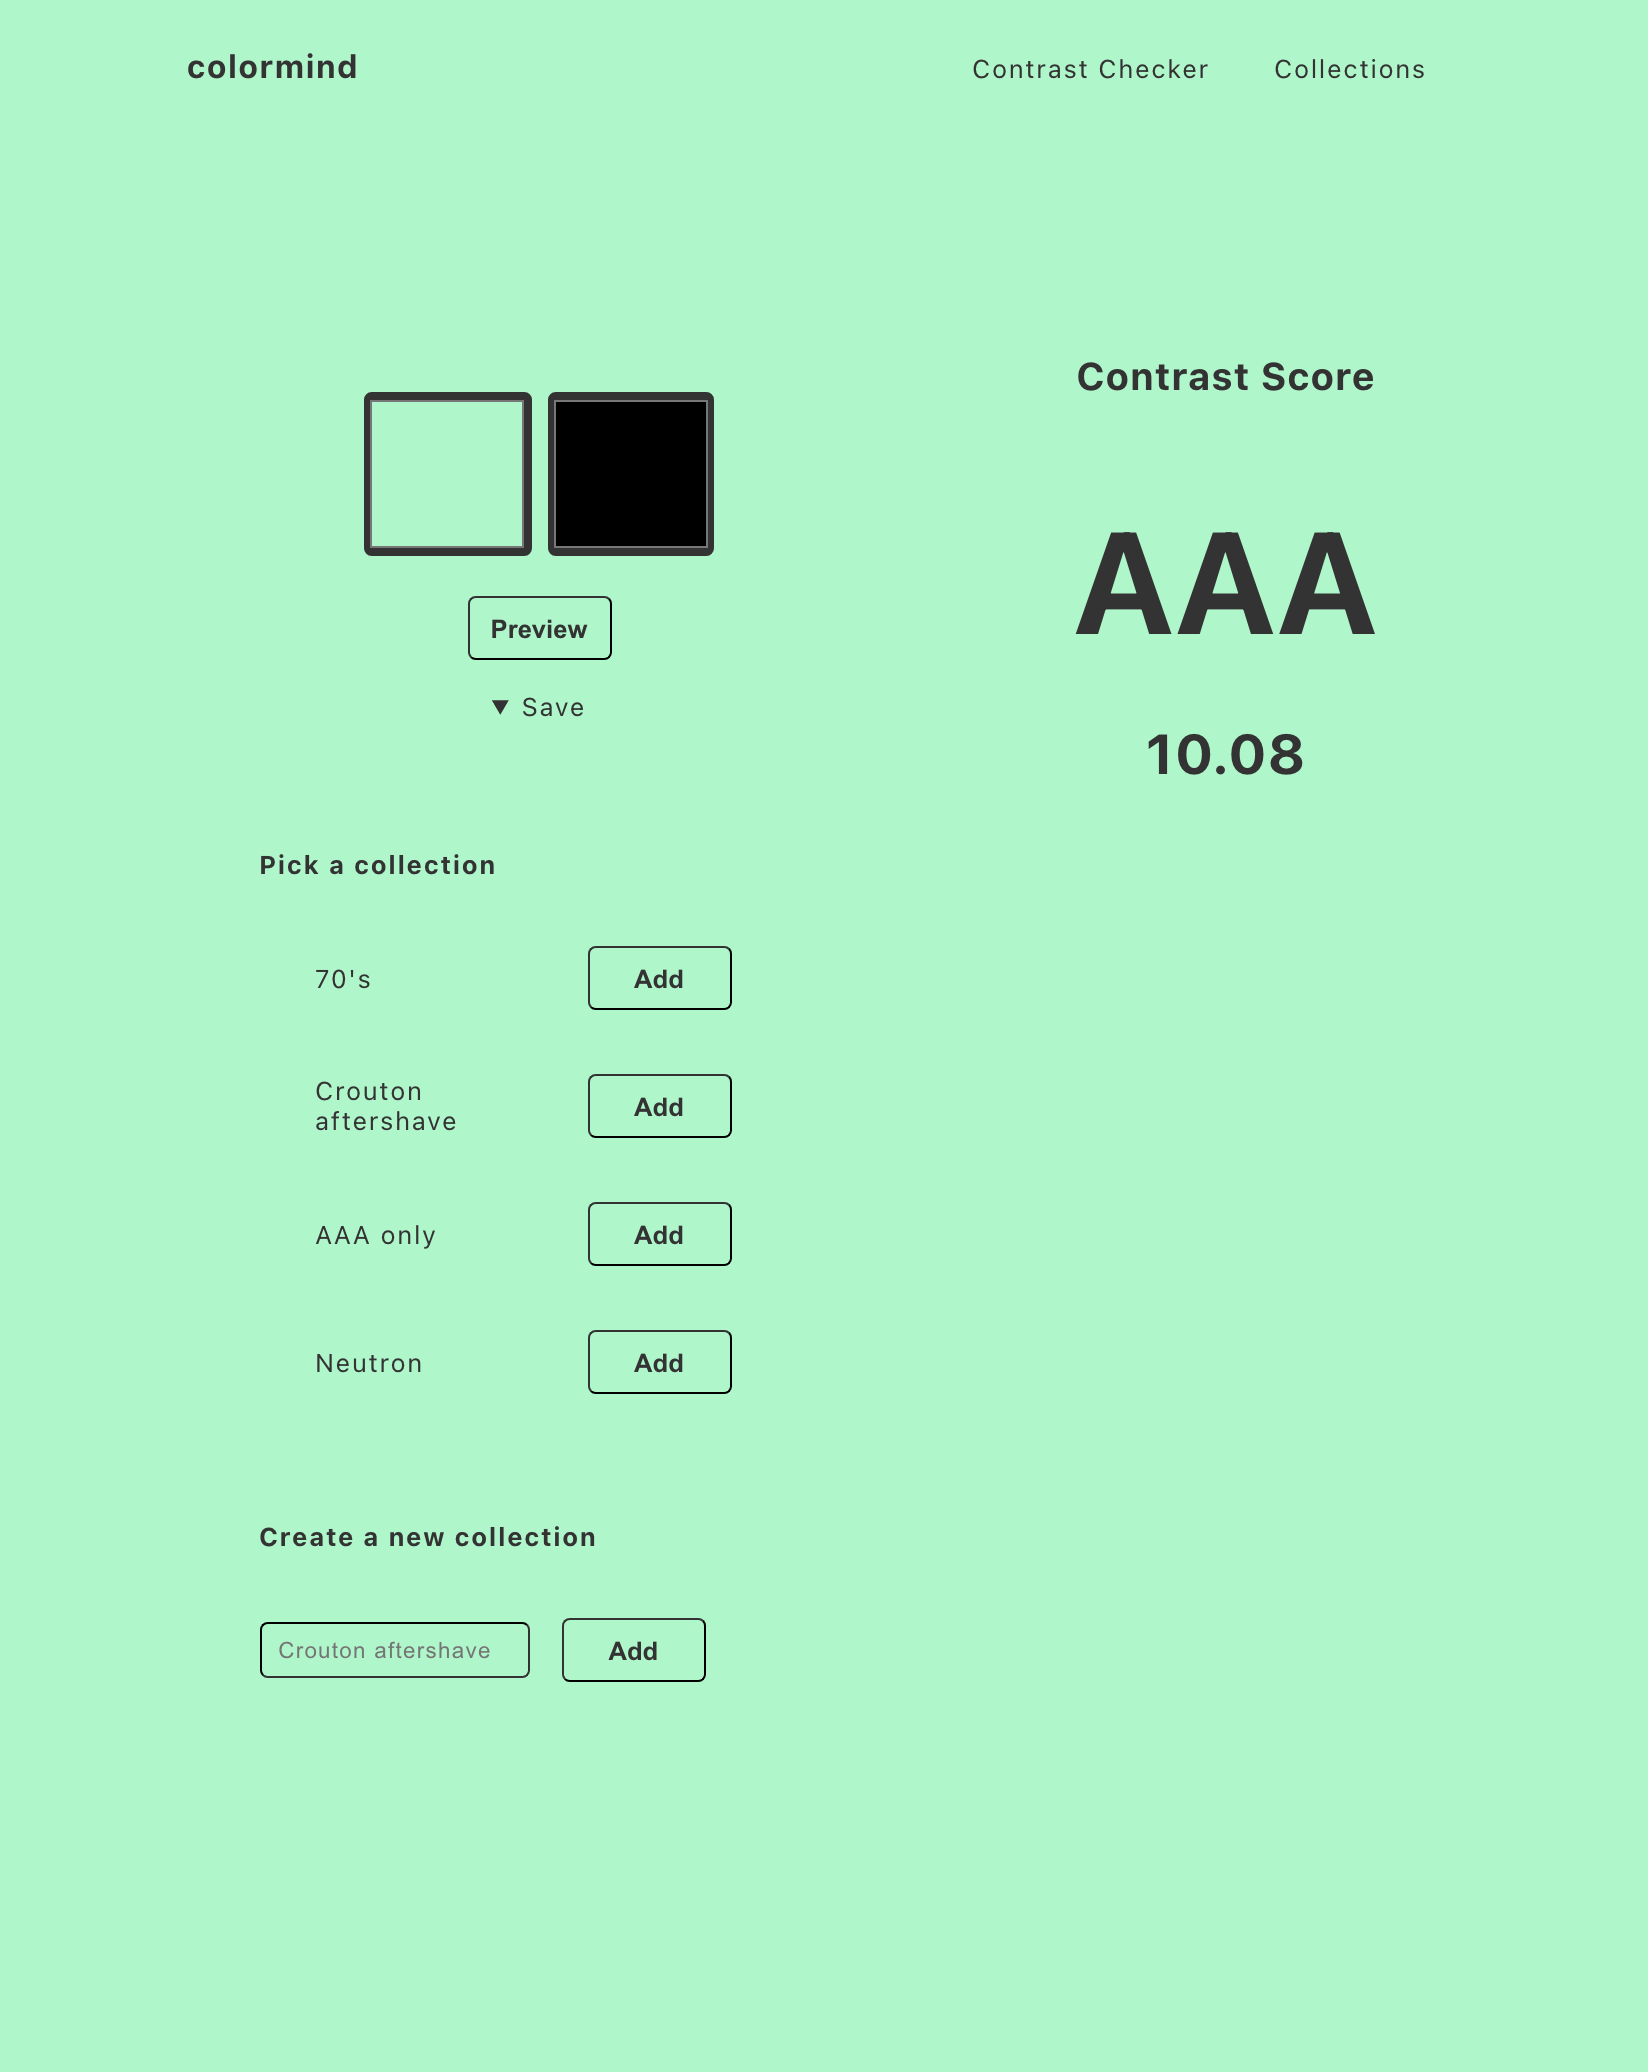 colormind
Contrast Checker
Collections
Contrast Score
AAA
10.08
Preview
▼ Save
Pick a collection
70's
Add
Crouton
aftershave
Add
AAA only
Add
Neutron
Add
Create a new collection
Crouton aftershave
Add